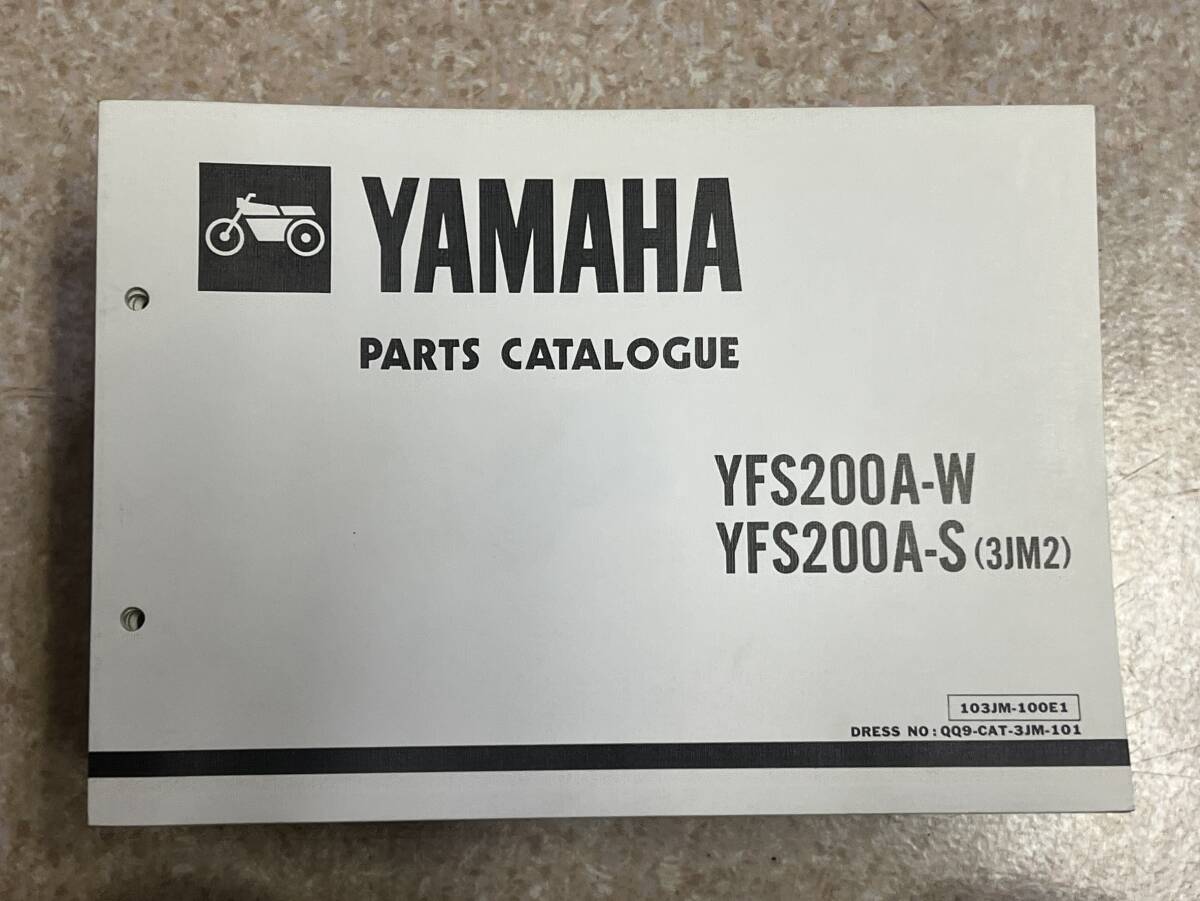 YAMAHA
PARTS CATALOGUE
YFS200A-W
YFS200A-S (3JM2)
103JM-100E1
DRESS NO: QQ9-CAT-3JM-101